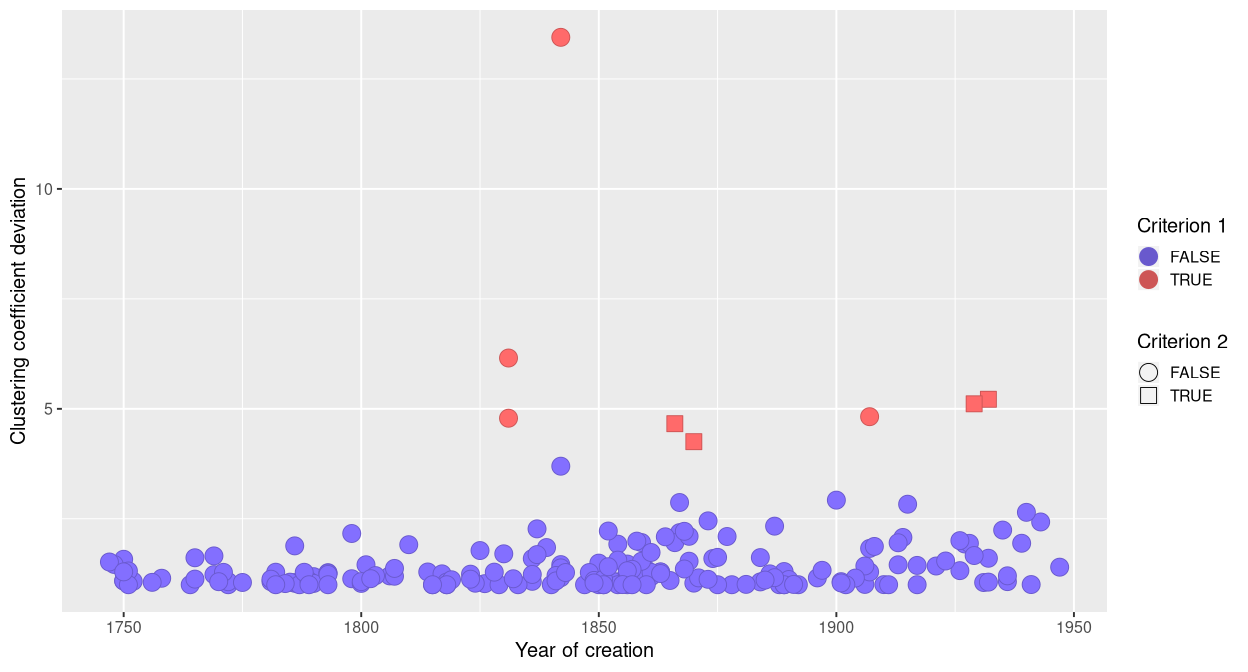 Clustering coefficient deviation
10
5
1750
1800
1850
1900
1950
Year of creation
Criterion 1
FALSE
TRUE
Criterion 2
FALSE
TRUE